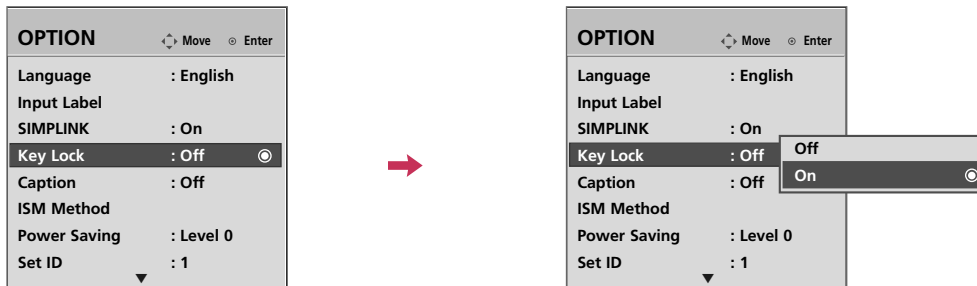 OPTION Move Enter
Language : English
Input Label
SIMPLINK : On
Key Lock : Off
Caption : Off
ISM Method
Power Saving : Level 0
Set ID : 1
OPTION Move Enter
Language : English
Input Label
SIMPLINK : On
Key Lock : Off
Caption : Off
ISM Method
Power Saving : Level 0
Set ID : 1
Off
On